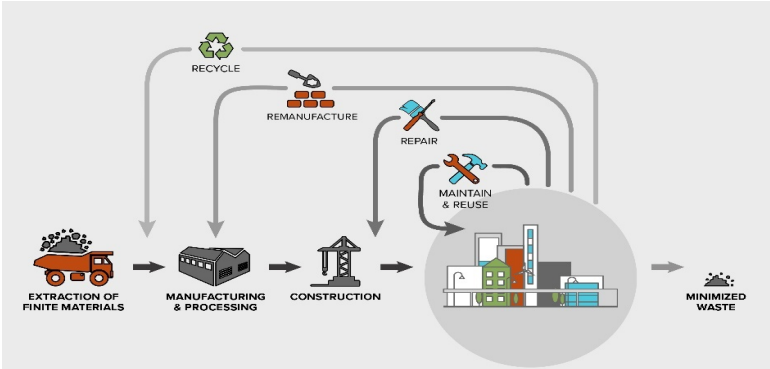 RECYCLE
REMANUFACTURE
REPAIR
MAINTAIN
& REUSE
EXTRACTION OF
FINITE MATERIALS
MANUFACTURING
& PROCESSING
CONSTRUCTION
MINIMIZED
WASTE